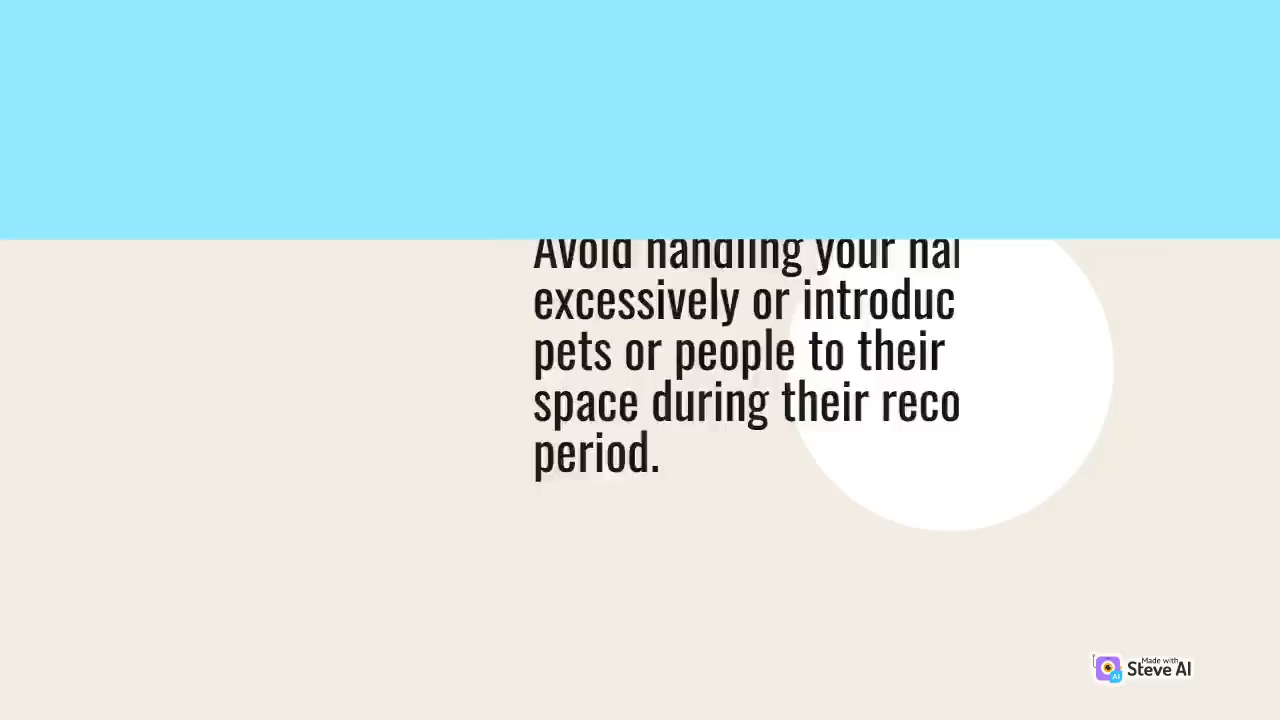 Avoid handling your
excessively or introduc
pets or people to their
space during their reco
period.
Made with
Steve AI